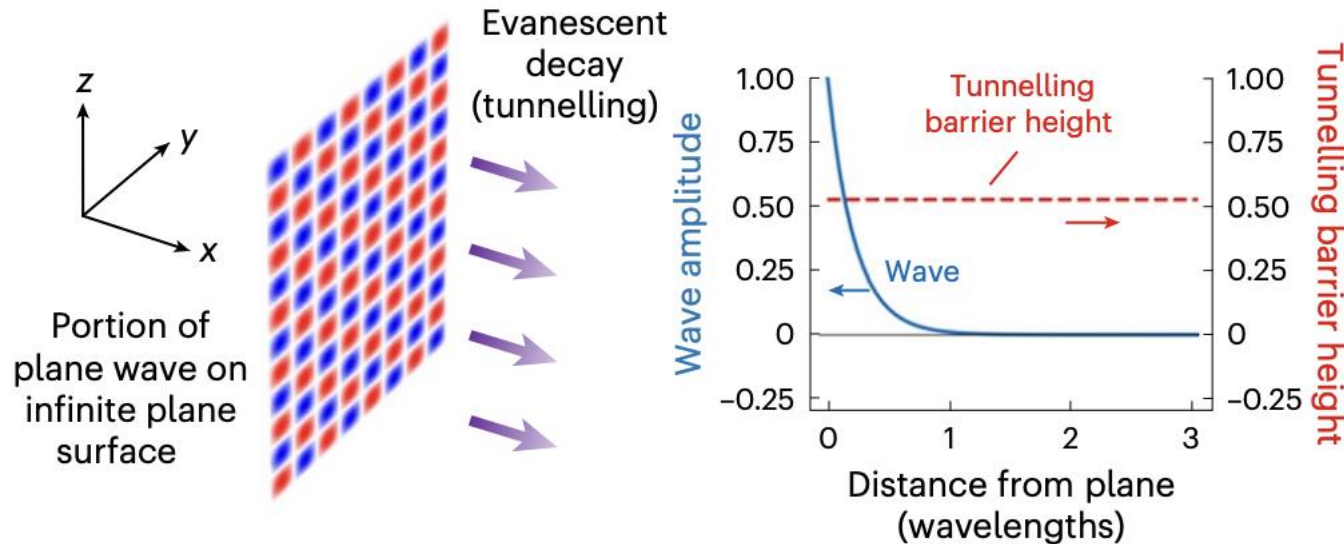 z
y
x
Portion of
plane wave on
infinite plane
surface
Evanescent
decay
(tunnelling)
Wave amplitude
1.00
0.75
0.50
0.25
0
−0.25
Tunnelling
barrier height
Wave
1.00
0.75
0.50
0.25
0
−0.25
Tunnelling barrier height
0
1
2
3
Distance from plane
(wavelengths)